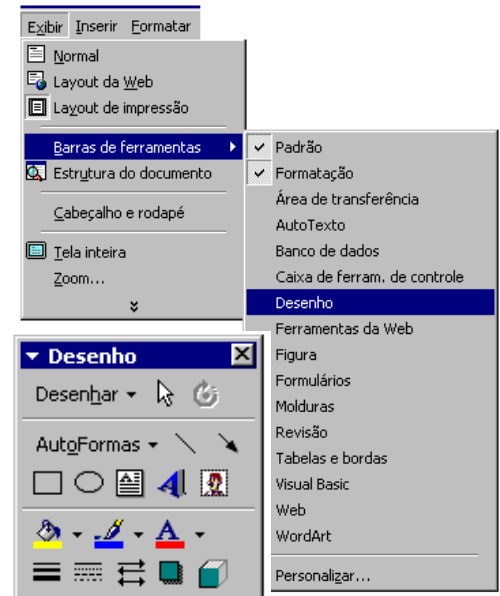 Exibir Inserir Formatar
Normal
Layout da Web
Layout de impressão
Barras de ferramentas
Estrutura do documento
Cabeçalho e rodapé
Tela inteira
Zoom...
Padrão
Formatação
Área de transferência
AutoTexto
Banco de dados
Caixa de ferram. de controle
Desenho
Ferramentas da Web
Figura
Formulários
Molduras
Revisão
Tabelas e bordas
Visual Basic
Web
WordArt
Personalizar...
Desenho
Desenhar
AutoFormas